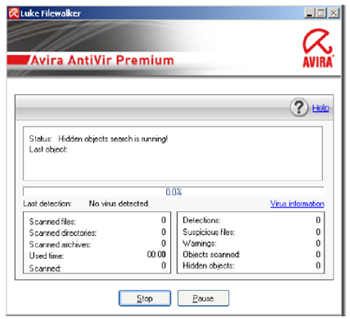 Luke Filewalker
Avira AntiVir Premium
AVIRA
? Help
Status: Hidden objects search is running!
Last object:
0.0%
Last detection: No virus detected. Virus information
Scanned files: 0
Scanned directories: 0
Scanned archives: 0
Used time: 00:00
Scanned: 0
Detections: 0
Suspicious files: 0
Warnings: 0
Objects scanned: 0
Hidden objects: 0
Stop Pause